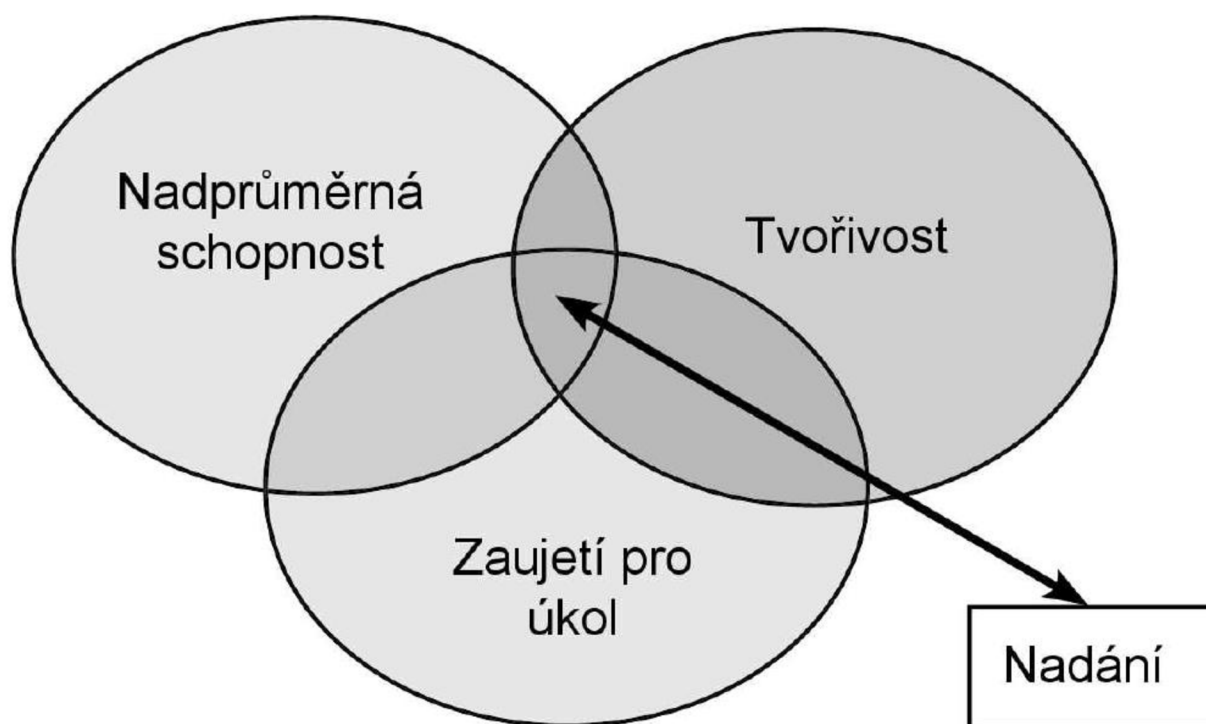 Nadprůměrná
schopnost
Tvořivost
Zaujetí pro
úkol
Nadání